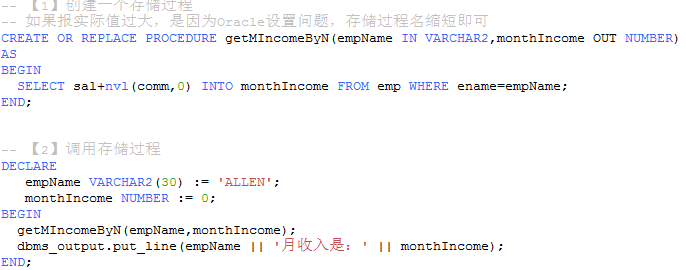 -- 【1】创建一个存储过程
-- 如果报实际值过大，是因为Oracle设置问题，存储过程名缩短即可
CREATE OR REPLACE PROCEDURE getMIncomeByN(empName IN VARCHAR2,monthIncome OUT NUMBER)
AS
BEGIN
  SELECT sal+nvl(comm,0) INTO monthIncome FROM emp WHERE ename=empName;
END;
-- 【2】调用存储过程
DECLARE
   empName VARCHAR2(30) := 'ALLEN';
   monthIncome NUMBER := 0;
BEGIN
  getMIncomeByN(empName,monthIncome);
  dbms_output.put_line(empName || '月收入是：' || monthIncome);
END;